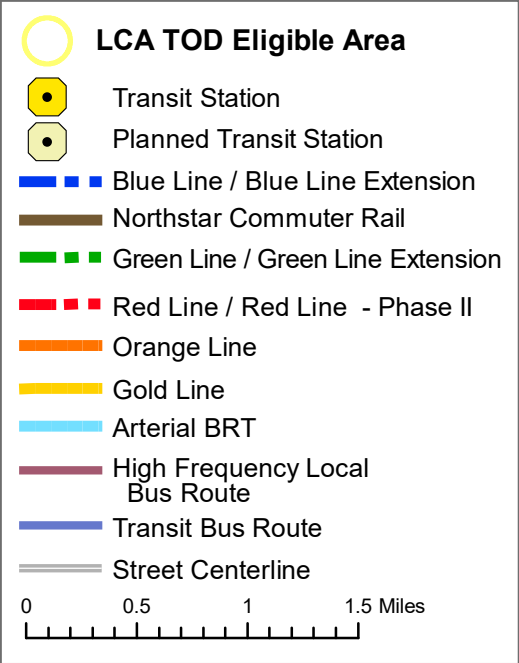 LCA TOD Eligible Area
Transit Station
Planned Transit Station
Blue Line / Blue Line Extension
Northstar Commuter Rail
Green Line / Green Line Extension
Red Line / Red Line - Phase II
Orange Line
Gold Line
Arterial BRT
High Frequency Local
Bus Route
Transit Bus Route
Street Centerline
0 0.5 1 1.5 Miles